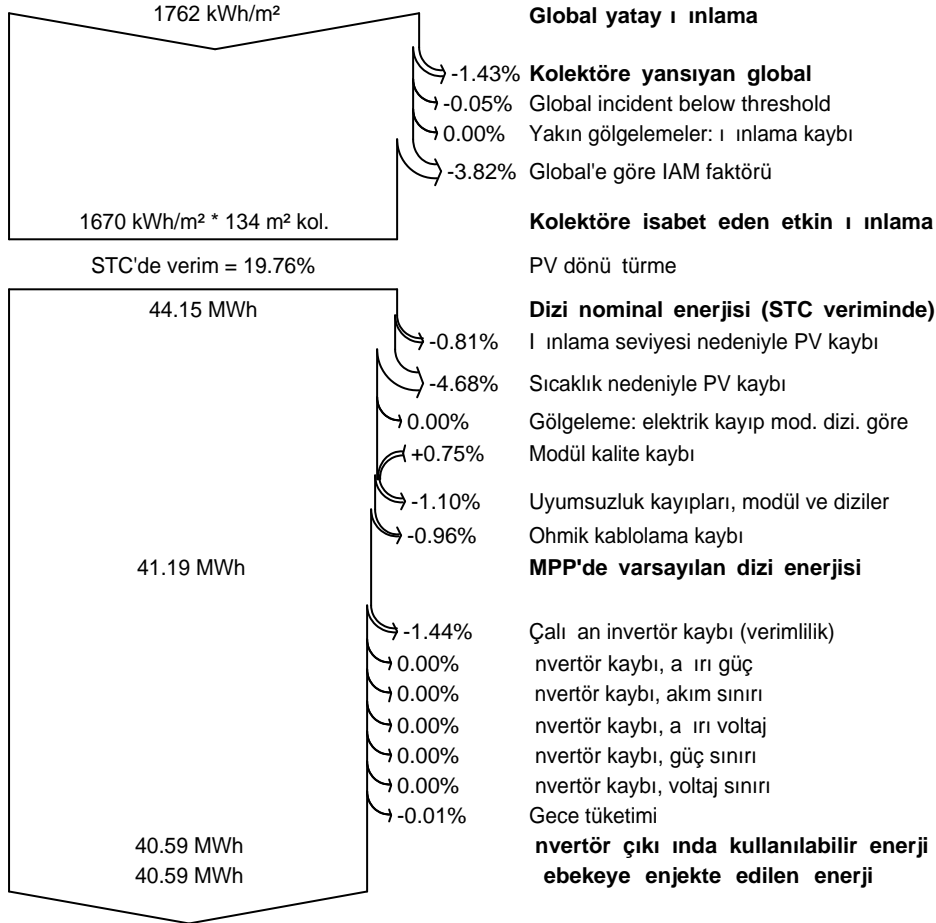 1762 kWh/m² Global yatay ı ınlama
-1.43% Kolektöre yansıyan global
-0.05% Global incident below threshold
0.00% Yakın gölgelemeler: ı ınlama kaybı
-3.82% Global'e göre IAM faktörü
1670 kWh/m² * 134 m² kol. Kolektöre isabet eden etkin ı ınlama
STC'de verim = 19.76% PV dönü türme
44.15 MWh Dizi nominal enerjisi (STC veriminde)
-0.81% I ınlama seviyesi nedeniyle PV kaybı
-4.68% Sıcaklık nedeniyle PV kaybı
0.00% Gölgeleme: elektrik kayıp mod. dizi. göre
+0.75% Modül kalite kaybı
-1.10% Uyumsuzluk kayıpları, modül ve diziler
-0.96% Ohmik kablolama kaybı
41.19 MWh MPP'de varsayılan dizi enerjisi
-1.44% Çalı an invertör kaybı (verimlilik)
0.00% nvertör kaybı, a ırı güç
0.00% nvertör kaybı, akım sınırı
0.00% nvertör kaybı, a ırı voltaj
0.00% nvertör kaybı, güç sınırı
0.00% nvertör kaybı, voltaj sınırı
-0.01% Gece tüketimi
40.59 MWh nvertör çıkı ında kullanılabilir enerji
40.59 MWh ebekeye enjekte edilen enerji